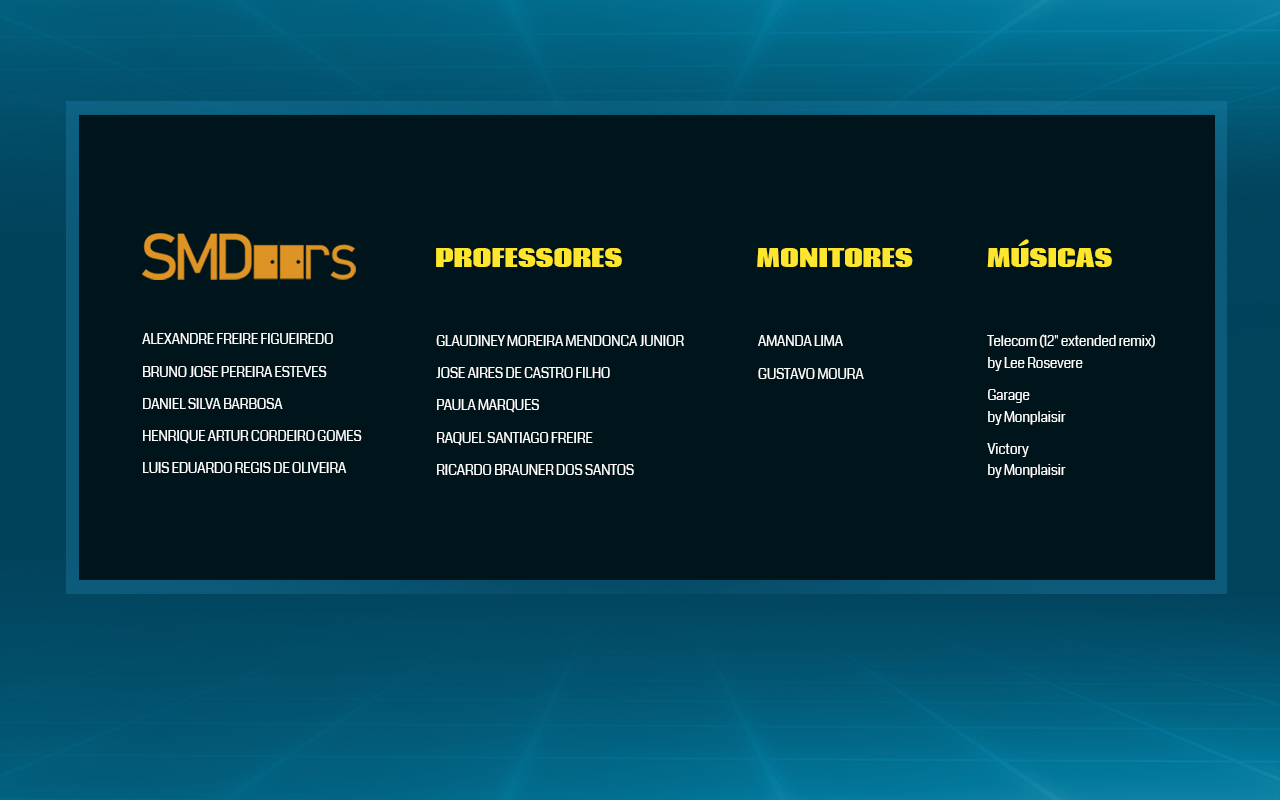 SMDoors
ALEXANDRE FREIRE FIGUEIREDO
BRUNO JOSE PEREIRA ESTEVES
DANIEL SILVA BARBOSA
HENRIQUE ARTUR CORDEIRO GOMES
LUIS EDUARDO REGIS DE OLIVEIRA
PROFESSORES
GLAUDINEY MOREIRA MENDONCA JUNIOR
JOSE AIRES DE CASTRO FILHO
PAULA MARQUES
RAQUEL SANTIAGO FREIRE
RICARDO BRAUNER DOS SANTOS
MONITORES
AMANDA LIMA
GUSTAVO MOURA
MÚSICAS
Telecom (12" extended remix)
by Lee Rosevere
Garage
by Monplaisir
Victory
by Monplaisir